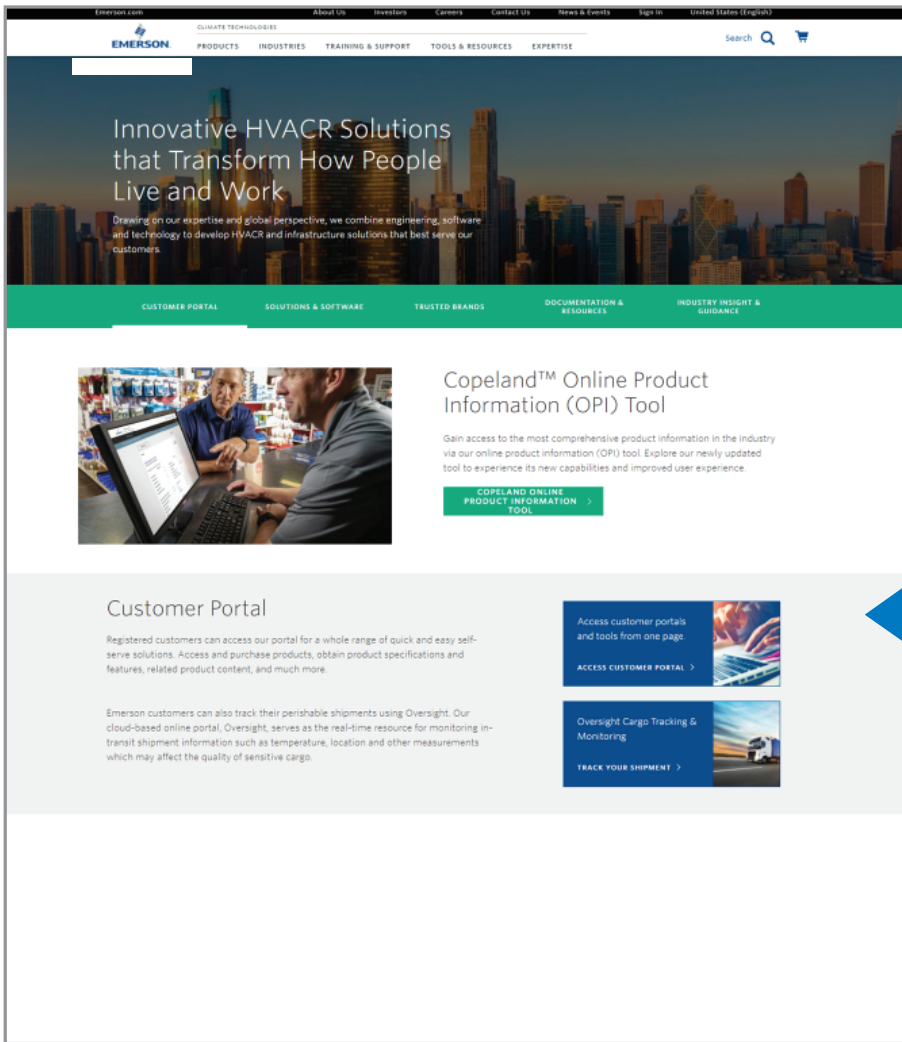 Emerson.com About Us Investors Careers Contact Us News & Events Sign In United States (English)
CLIMATE TECHNOLOGIES
EMERSON.
PRODUCTS INDUSTRIES TRAINING & SUPPORT TOOLS & RESOURCES EXPERTISE
Search
Innovative HVACR Solutions
that Transform How People
Live and Work
Drawing on our expertise and global perspective, we combine engineering, software
and technology to develop HVACR and infrastructure solutions that best serve our
customers.
CUSTOMER PORTAL
SOLUTIONS & SOFTWARE
TRUSTED BRANDS
DOCUMENTATION &
RESOURCES
INDUSTRY INSIGHT &
GUIDANCE
Copeland™ Online Product
Information (OPI) Tool
Gain access to the most comprehensive product information in the industry
via our online product information (OPI) tool. Explore our newly updated
tool to experience its new capabilities and improved user experience.
COPELAND ONLINE
PRODUCT INFORMATION
TOOL
Customer Portal
Registered customers can access our portal for a whole range of quick and easy self-
serve solutions. Access and purchase products, obtain product specifications and
features, related product content, and much more.
Emerson customers can also track their perishable shipments using Oversight. Our
cloud-based online portal, Oversight, serves as the real-time resource for monitoring in-
transit shipment information such as temperature, location and other measurements
which may affect the quality of sensitive cargo.
Access customer portals
and tools from one page.
ACCESS CUSTOMER PORTAL
Oversight Cargo Tracking &
Monitoring
TRACK YOUR SHIPMENT